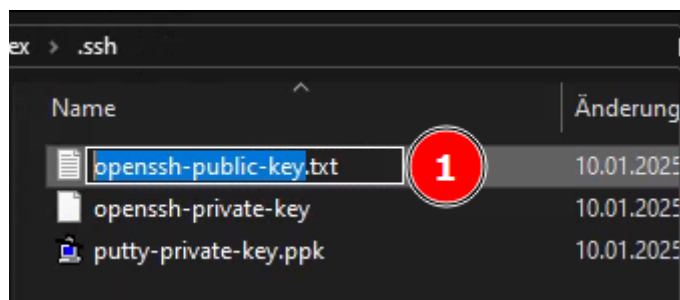 ex > .ssh
Name
Änderung
openssh-public-key.txt
1
10.01.2025
openssh-private-key
10.01.2025
putty-private-key.ppk
10.01.2025